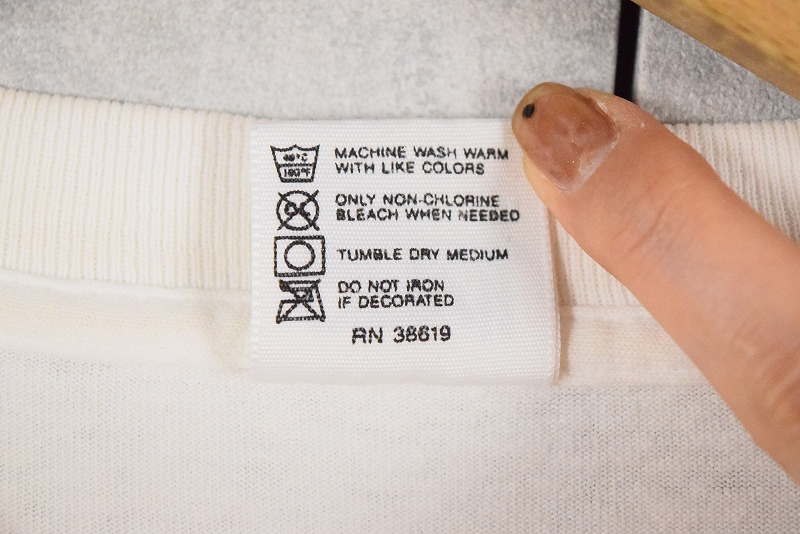 40°C
100°F
MACHINE WASH WARM
WITH LIKE COLORS
CL
ONLY NON-CHLORINE
BLEACH WHEN NEEDED
TUMBLE DRY MEDIUM
DO NOT IRON
IF DECORATED
RN 38619